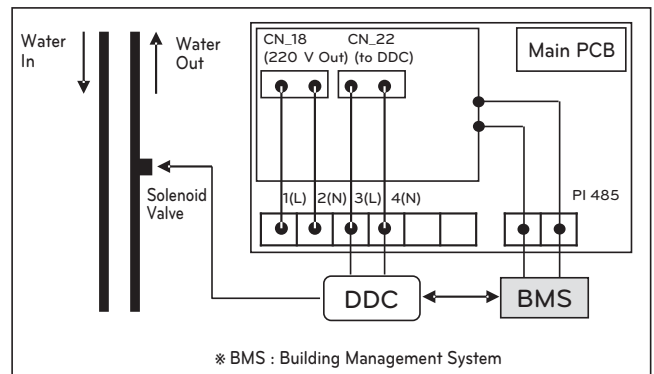 Water
In
Water
Out
CN_18
(220 V Out)
CN_22
(to DDC)
Main PCB
Solenoid
Valve
1(L) 2(N) 3(L) 4(N)
PI 485
DDC
BMS
※ BMS : Building Management System